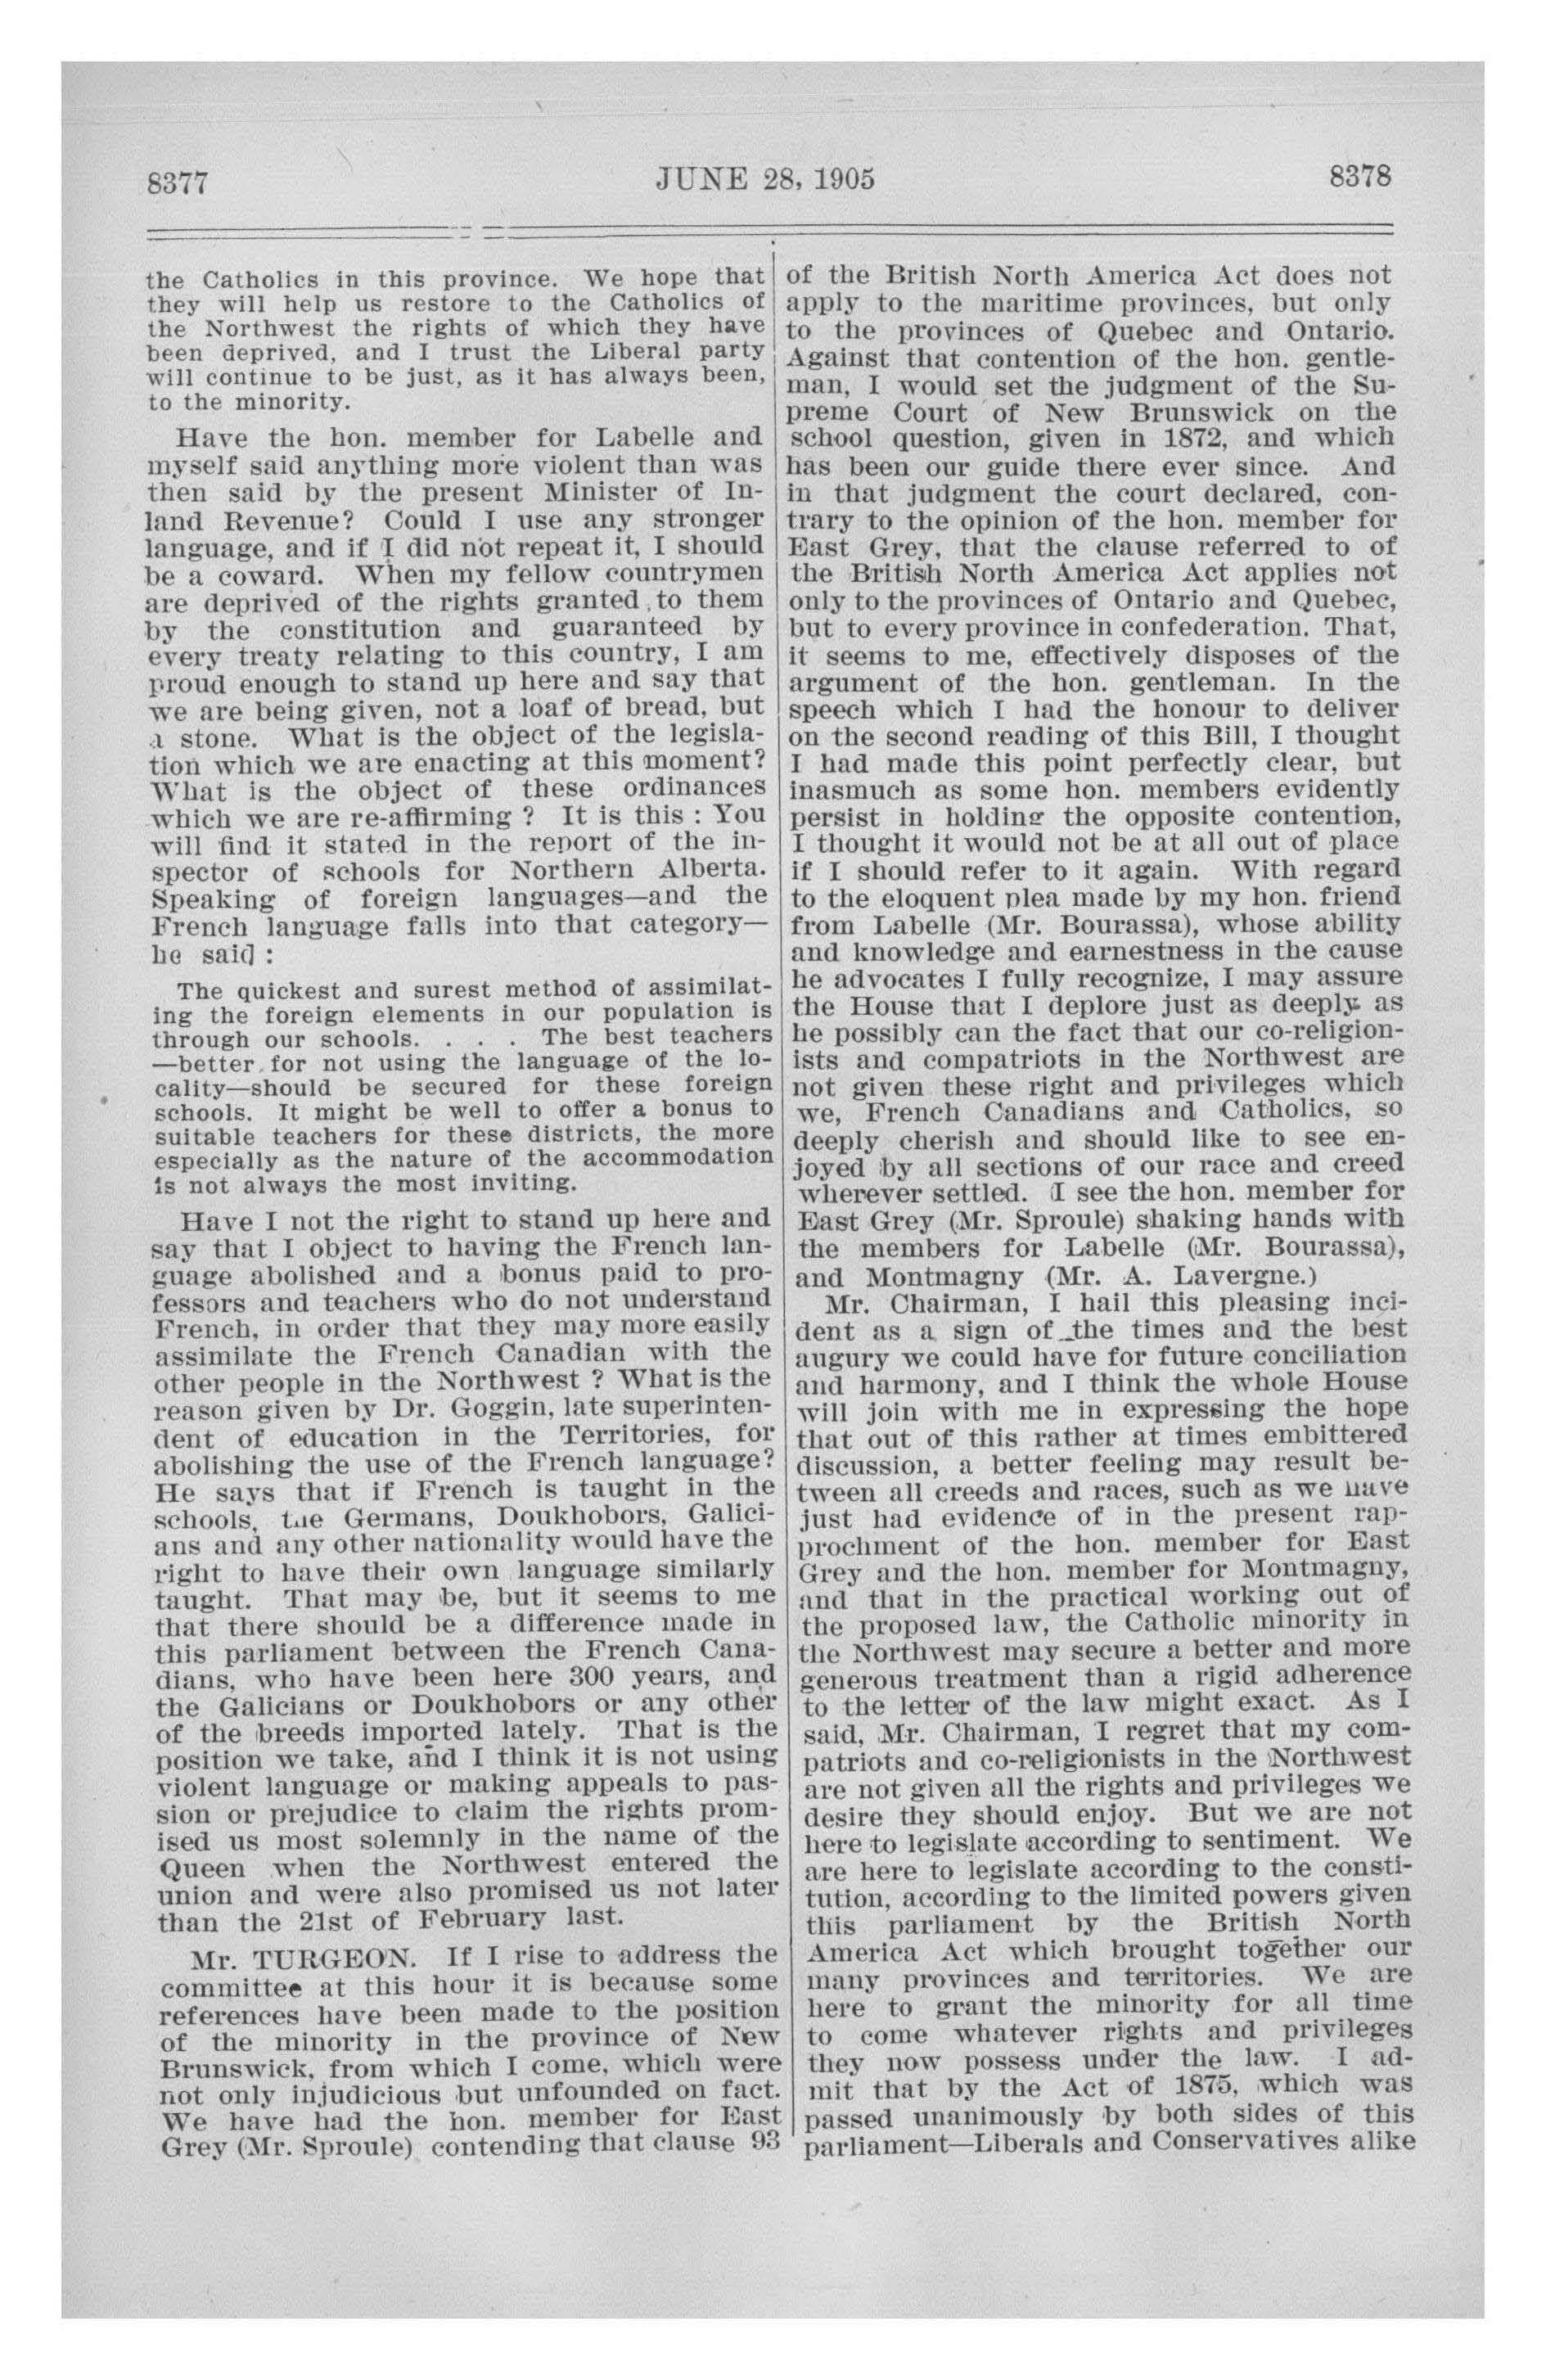 8377
JUNE 28, 1905
8378
the Catholics in this province. We hope that
they will help us restore to the Catholics of
the Northwest the rights of which they have
been deprived, and I trust the Liberal party
will continue to be just, as it has always been,
to the minority.
Have the hon. member for Labelle and
myself said anything more violent than was
then said by the present Minister of In-
land Revenue? Could I use any stronger
language, and if I did not repeat it, I should
be a coward. When my fellow countrymen
are deprived of the rights granted to them
by the constitution and guaranteed by
every treaty relating to this country, I am
proud enough to stand up here and say that
we are being given, not a loaf of bread, but
a stone. What is the object of the legisla-
tion which we are enacting at this moment?
What is the object of these ordinances
which we are re-affirming ? It is this : You
will find it stated in the report of the in-
spector of schools for Northern Alberta.
Speaking of foreign languages—and the
French language falls into that category—
he said :
The quickest and surest method of assimilat-
ing the foreign elements in our population is
through our schools. . . . The best teachers
—better for not using the language of the lo-
cality—should be secured for these foreign
schools. It might be well to offer a bonus to
suitable teachers for these districts, the more
especially as the nature of the accommodation
is not always the most inviting.
Have I not the right to stand up here and
say that I object to having the French lan-
guage abolished and a bonus paid to pro-
fessors and teachers who do not understand
French, in order that they may more easily
assimilate the French Canadian with the
other people in the Northwest ? What is the
reason given by Dr. Goggin, late superinten-
dent of education in the Territories, for
abolishing the use of the French language?
He says that if French is taught in the
schools, the Germans, Doukhobors, Galici-
ans and any other nationality would have the
right to have their own language similarly
taught. That may be, but it seems to me
that there should be a difference made in
this parliament between the French Cana-
dians, who have been here 300 years, and
the Galicians or Doukhobors or any other
of the breeds imported lately. That is the
position we take, and I think it is not using
violent language or making appeals to pas-
sion or prejudice to claim the rights prom-
ised us most solemnly in the name of the
Queen when the Northwest entered the
union and were also promised us not later
than the 21st of February last.
Mr. TURGEON. If I rise to address the
committee at this hour it is because some
references have been made to the position
of the minority in the province of New
Brunswick, from which I come, which were
not only injudicious but unfounded on fact.
We have had the hon. member for East
Grey (Mr. Sproule) contending that clause 93
of the British North America Act does not
apply to the maritime provinces, but only
to the provinces of Quebec and Ontario.
Against that contention of the hon. gentle-
man, I would set the judgment of the Su-
preme Court of New Brunswick on the
school question, given in 1872, and which
has been our guide there ever since. And
in that judgment the court declared, con-
trary to the opinion of the hon. member for
East Grey, that the clause referred to of
the British North America Act applies not
only to the provinces of Ontario and Quebec,
but to every province in confederation. That,
it seems to me, effectively disposes of the
argument of the hon. gentleman. In the
speech which I had the honour to deliver
on the second reading of this Bill, I thought
I had made this point perfectly clear, but
inasmuch as some hon. members evidently
persist in holding the opposite contention,
I thought it would not be at all out of place
if I should refer to it again. With regard
to the eloquent plea made by my hon. friend
from Labelle (Mr. Bourassa), whose ability
and knowledge and earnestness in the cause
he advocates I fully recognize, I may assure
the House that I deplore just as deeply as
he possibly can the fact that our co-religion-
ists and compatriots in the Northwest are
not given these right and privileges which
we, French Canadians and Catholics, so
deeply cherish and should like to see en-
joyed by all sections of our race and creed
wherever settled. I see the hon. member for
East Grey (Mr. Sproule) shaking hands with
the members for Labelle (Mr. Bourassa),
and Montmagny (Mr. A. Lavergne.)
Mr. Chairman, I hail this pleasing inci-
dent as a sign of the times and the best
augury we could have for future conciliation
and harmony, and I think the whole House
will join with me in expressing the hope
that out of this rather at times embittered
discussion, a better feeling may result be-
tween all creeds and races, such as we have
just had evidence of in the present rap-
prochment of the hon. member for East
Grey and the hon. member for Montmagny,
and that in the practical working out of
the proposed law, the Catholic minority in
the Northwest may secure a better and more
generous treatment than a rigid adherence
to the letter of the law might exact. As I
said, Mr. Chairman, I regret that my com-
patriots and co-religionists in the Northwest
are not given all the rights and privileges we
desire they should enjoy. But we are not
here to legislate according to sentiment. We
are here to legislate according to the consti-
tution, according to the limited powers given
this parliament by the British North
America Act which brought together our
many provinces and territories. We are
here to grant the minority for all time
to come whatever rights and privileges
they now possess under the law. I ad-
mit that by the Act of 1875, which was
passed unanimously by both sides of this
parliament—Liberals and Conservatives alike